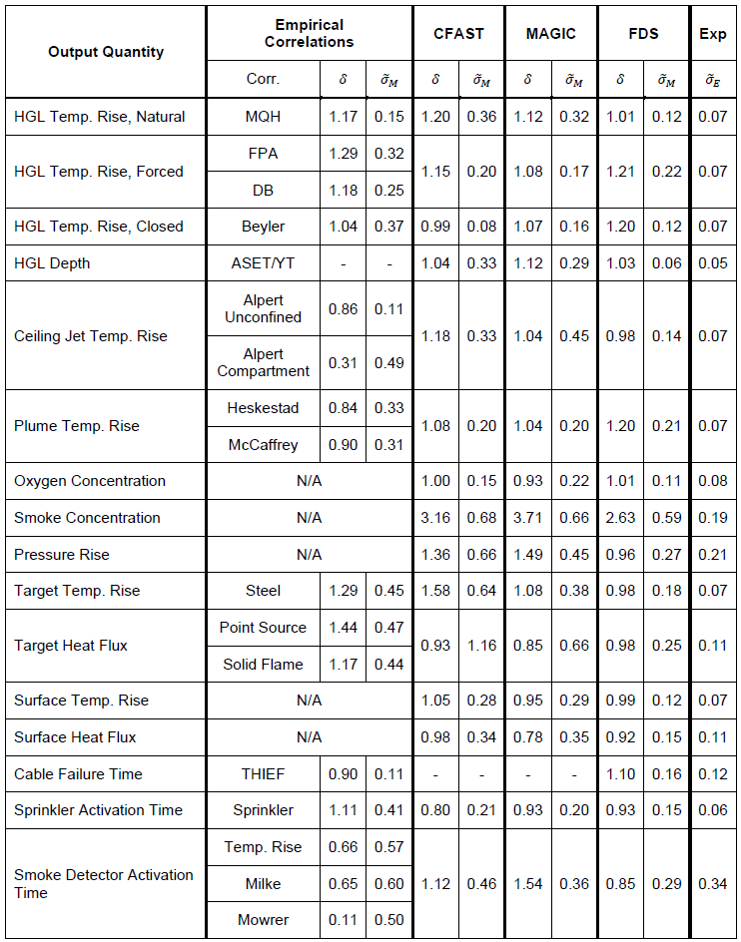 Output Quantity Empirical Correlations CFAST MAGIC FDS Exp
Corr. δ σ̃M δ σ̃M δ σ̃M δ σ̃M σ̃E
HGL Temp. Rise, Natural MQH 1.17 0.15 1.20 0.36 1.12 0.32 1.01 0.12 0.07
HGL Temp. Rise, Forced FPA 1.29 0.32 1.15 0.20 1.08 0.17 1.21 0.22 0.07
DB 1.18 0.25
HGL Temp. Rise, Closed Beyler 1.04 0.37 0.99 0.08 1.07 0.16 1.20 0.12 0.07
HGL Depth ASET/YT - - 1.04 0.33 1.12 0.29 1.03 0.06 0.05
Ceiling Jet Temp. Rise Alpert Unconfined 0.86 0.11 1.18 0.33 1.04 0.45 0.98 0.14 0.07
Alpert Compartment 0.31 0.49
Plume Temp. Rise Heskestad 0.84 0.33 1.08 0.20 1.04 0.20 1.20 0.21 0.07
McCaffrey 0.90 0.31
Oxygen Concentration N/A 1.00 0.15 0.93 0.22 1.01 0.11 0.08
Smoke Concentration N/A 3.16 0.68 3.71 0.66 2.63 0.59 0.19
Pressure Rise N/A 1.36 0.66 1.49 0.45 0.96 0.27 0.21
Target Temp. Rise Steel 1.29 0.45 1.58 0.64 1.08 0.38 0.98 0.18 0.07
Target Heat Flux Point Source 1.44 0.47 0.93 1.16 0.85 0.66 0.98 0.25 0.11
Solid Flame 1.17 0.44
Surface Temp. Rise N/A 1.05 0.28 0.95 0.29 0.99 0.12 0.07
Surface Heat Flux N/A 0.98 0.34 0.78 0.35 0.92 0.15 0.11
Cable Failure Time THIEF 0.90 0.11 - - - - 1.10 0.16 0.12
Sprinkler Activation Time Sprinkler 1.11 0.41 0.80 0.21 0.93 0.20 0.93 0.15 0.06
Smoke Detector Activation Time Temp. Rise 0.66 0.57 1.12 0.46 1.54 0.36 0.85 0.29 0.34
Milke 0.65 0.60
Mowrer 0.11 0.50